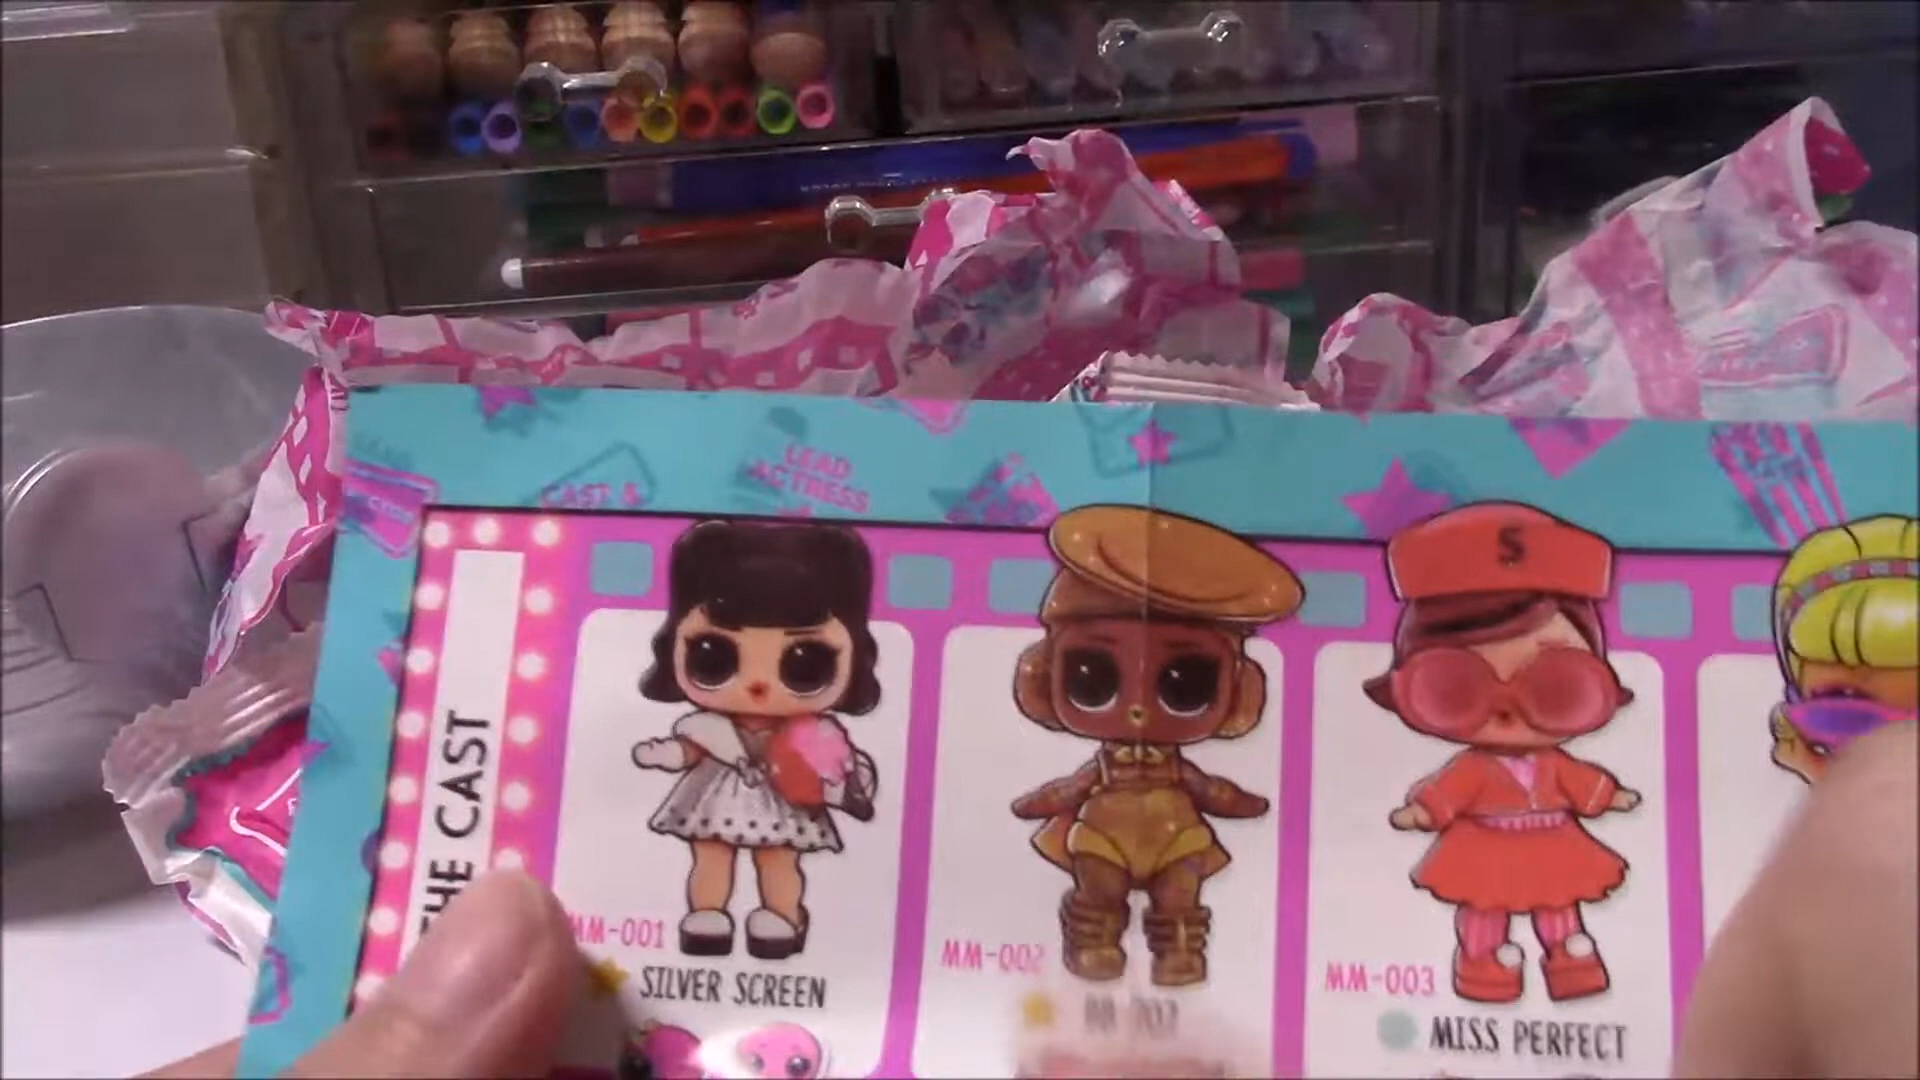 CAST &
LEAD
ACTRESS
S
THE CAST
MM-001
SILVER SCREEN
MM-002
MM-003
MISS PERFECT